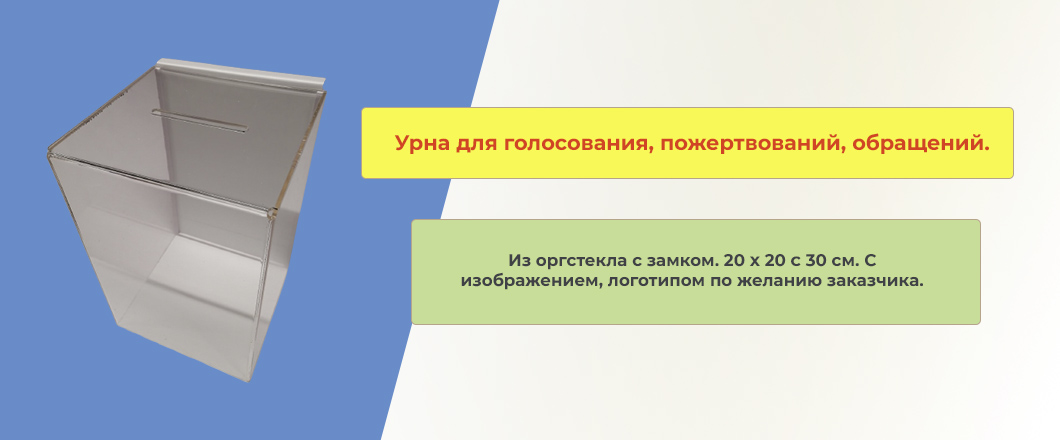 Урна для голосования, пожертвований, обращений.
Из оргстекла с замком. 20 х 20 с 30 см. С
изображением, логотипом по желанию заказчика.